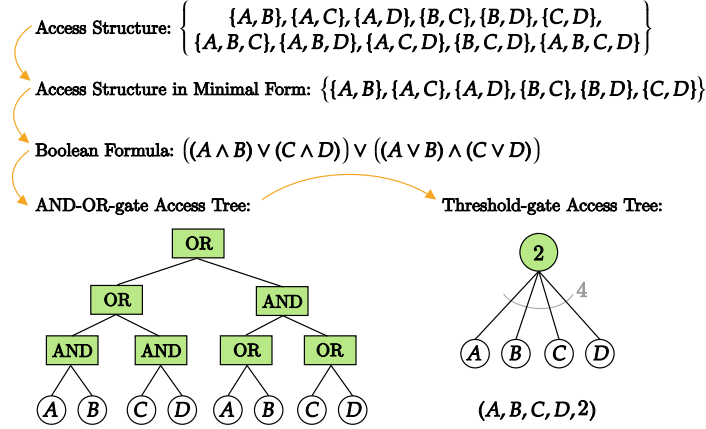 Access Structure: { {A, B}, {A, C}, {A, D}, {B, C}, {B, D}, {C, D},
{A, B, C}, {A, B, D}, {A, C, D}, {B, C, D}, {A, B, C, D} }
Access Structure in Minimal Form: {{A, B}, {A, C}, {A, D}, {B, C}, {B, D}, {C, D}}
Boolean Formula: ((A ∧ B) ∨ (C ∧ D)) ∨ ((A ∨ B) ∧ (C ∨ D))
AND-OR-gate Access Tree:
OR
OR AND
AND AND OR OR
A B C D A B C D
Threshold-gate Access Tree:
2
4
A B C D
(A, B, C, D, 2)